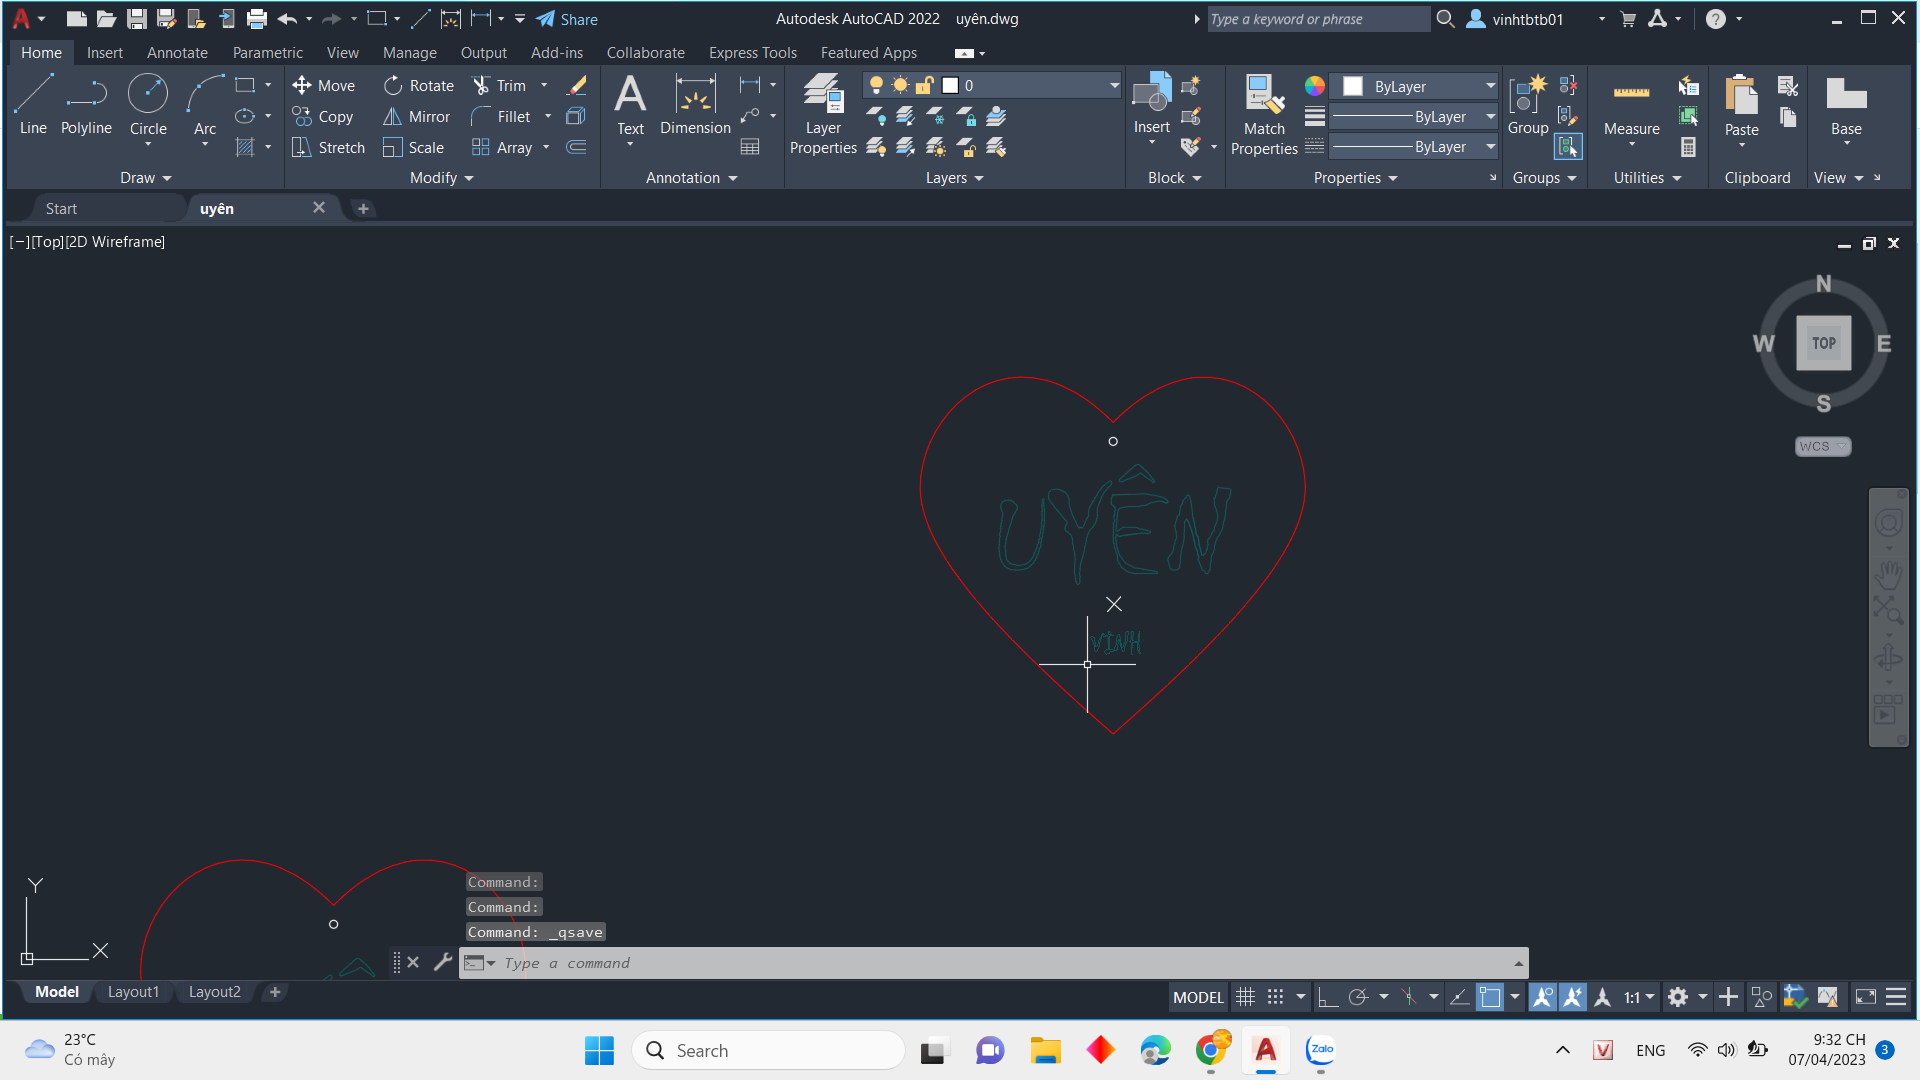 Share
Autodesk AutoCAD 2022 uyên.dwg
Type a keyword or phrase
vinhtbtb01
Home Insert Annotate Parametric View Manage Output Add-ins Collaborate Express Tools Featured Apps
Line Polyline Circle Arc
Draw
Move Rotate Trim
Copy Mirror Fillet
Stretch Scale Array
Modify
Text Dimension
Annotation
Layer Properties
0
Layers
Insert
Block
Match Properties
ByLayer
ByLayer
ByLayer
Properties
Group
Groups
Measure
Utilities
Paste
Clipboard
Base
View
Start uyên
[−][Top][2D Wireframe]
N
W TOP E
S
WCS
UYÊN
X
VINH
Y
X
Command:
Command:
Command: _qsave
Type a command
Model Layout1 Layout2
MODEL 1:1
23°C
Có mây
Search
Zalo
ENG
9:32 CH
07/04/2023
3